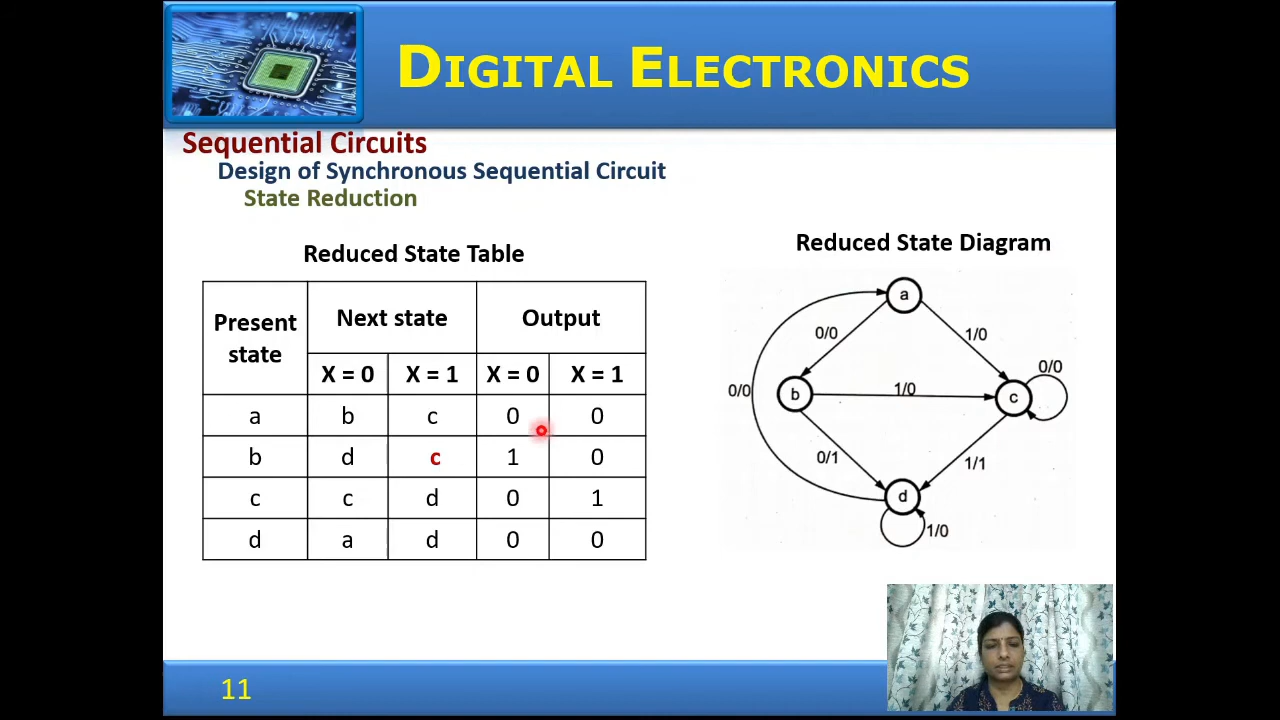 DIGITAL ELECTRONICS
Sequential Circuits
Design of Synchronous Sequential Circuit
State Reduction
Reduced State Table
Present state Next state Output
X = 0 X = 1 X = 0 X = 1
a b c 0 0
b d c 1 0
c c d 0 1
d a d 0 0
Reduced State Diagram
a
0/0 1/0
0/0
0/0 b 1/0 c
0/1 1/1
d
1/0
11